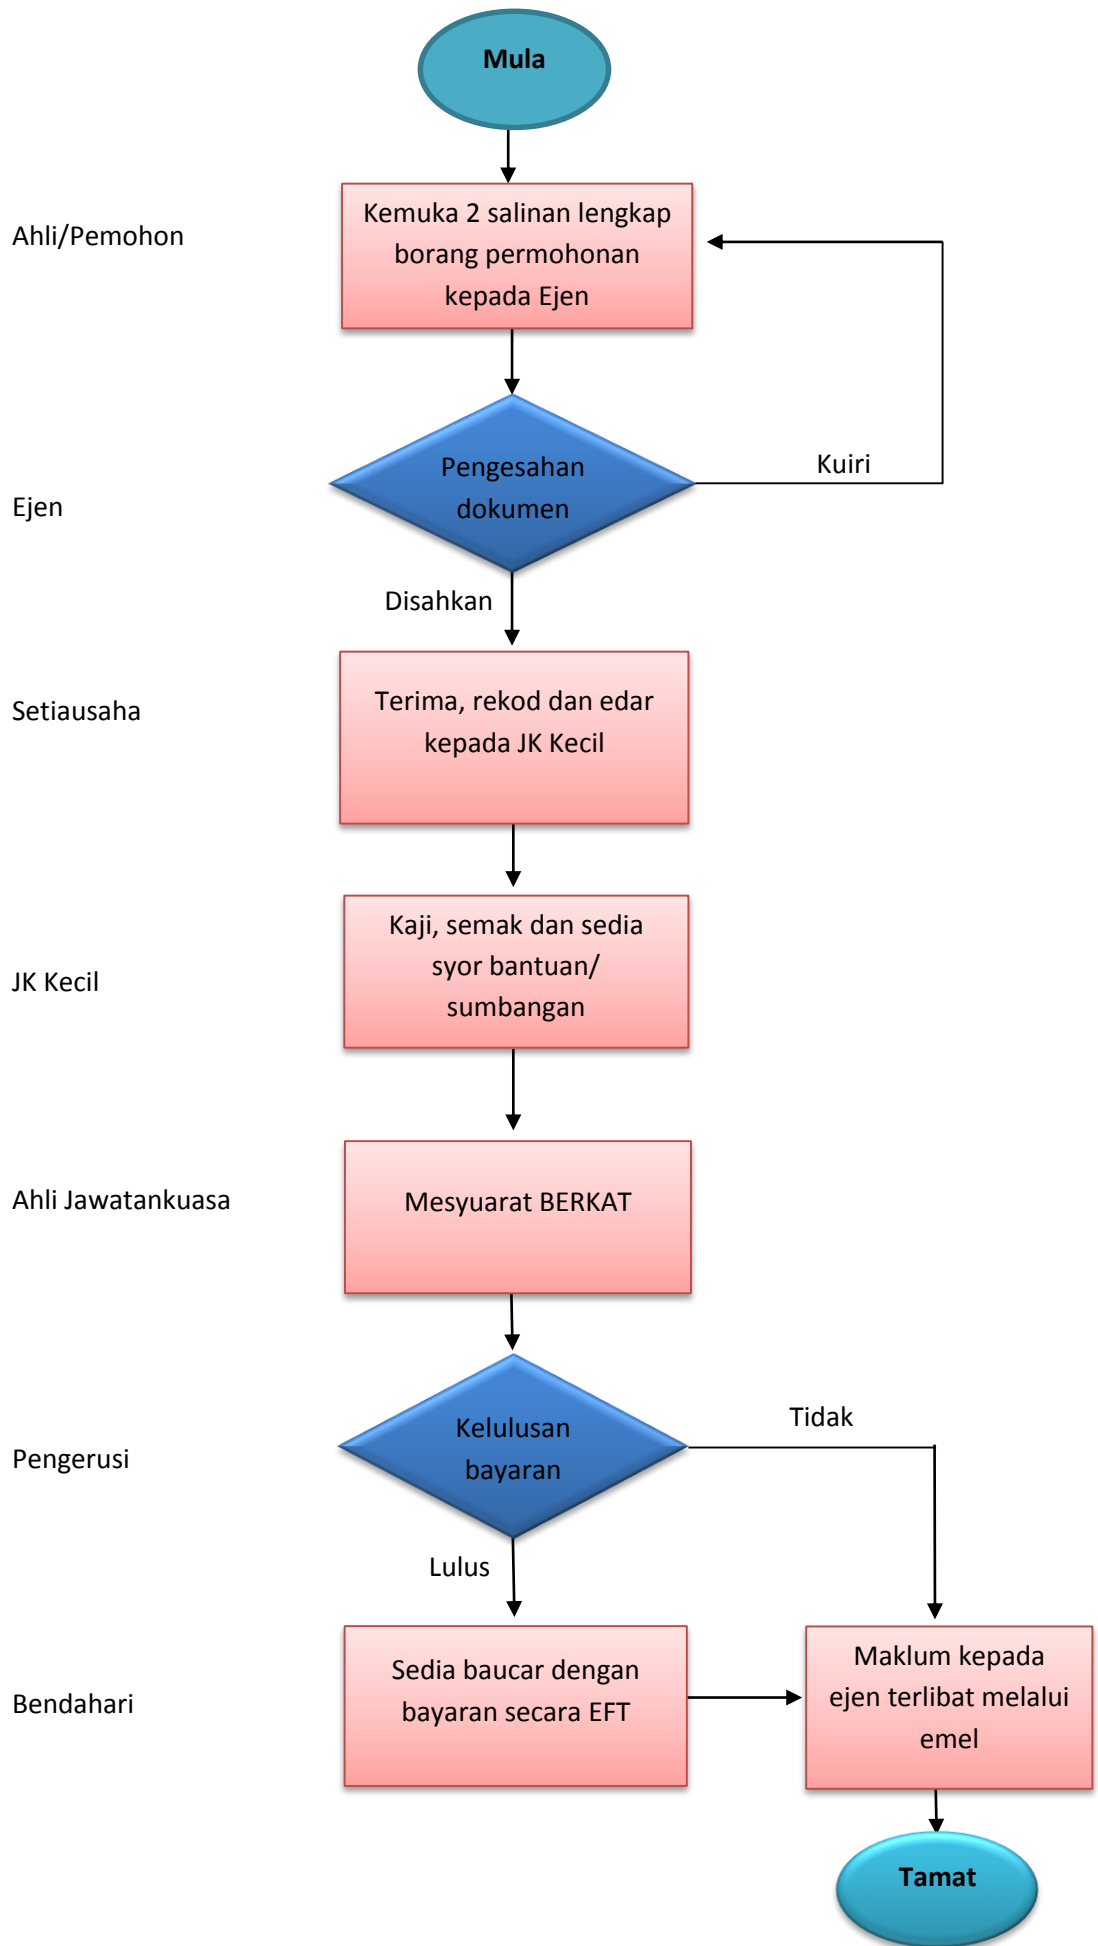 Mula
Ahli/Pemohon
Kemuka 2 salinan lengkap
borang permohonan
kepada Ejen
Ejen
Pengesahan
dokumen
Kuiri
Disahkan
Setiausaha
Terima, rekod dan edar
kepada JK Kecil
JK Kecil
Kaji, semak dan sedia
syor bantuan/
sumbangan
Ahli Jawatankuasa
Mesyuarat BERKAT
Pengerusi
Kelulusan
bayaran
Tidak
Lulus
Bendahari
Sedia baucar dengan
bayaran secara EFT
Maklum kepada
ejen terlibat melalui
emel
Tamat